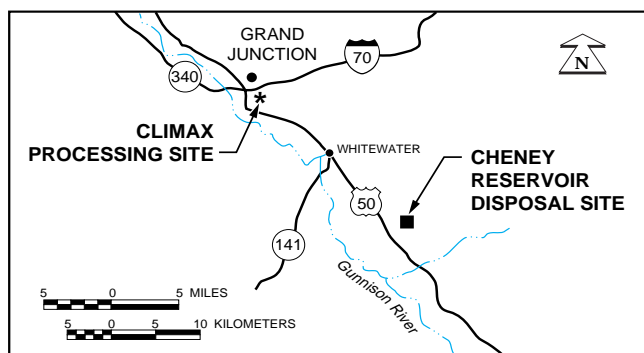 GRAND
JUNCTION
70
340
N
*
CLIMAX
PROCESSING SITE
WHITEWATER
CHENEY
RESERVOIR
DISPOSAL SITE
50
141
Gunnison River
5 0 5 MILES
5 0 5 10 KILOMETERS